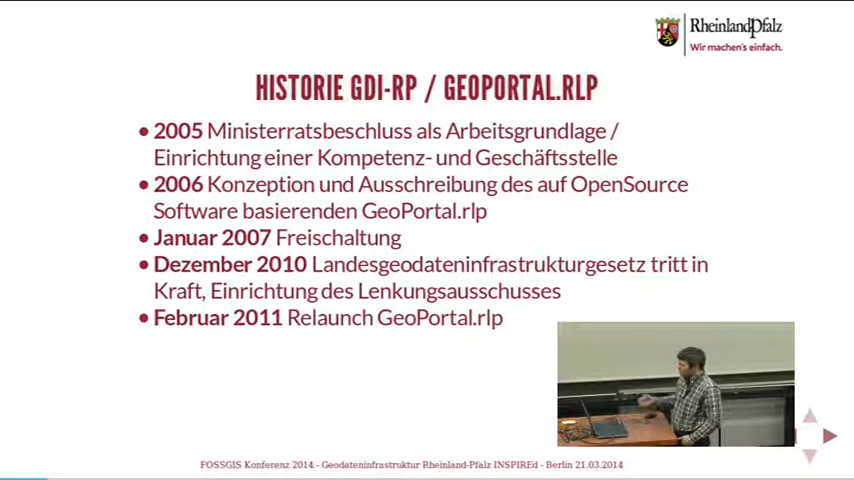 RheinlandPfalz
Wir machen's einfach.
HISTORIE GDI-RP / GEOPORTAL.RLP
• 2005 Ministerratsbeschluss als Arbeitsgrundlage /
Einrichtung einer Kompetenz- und Geschäftsstelle
• 2006 Konzeption und Ausschreibung des auf OpenSource
Software basierenden GeoPortal.rlp
• Januar 2007 Freischaltung
• Dezember 2010 Landesgeodateninfrastrukturgesetz tritt in
Kraft, Einrichtung des Lenkungsausschusses
• Februar 2011 Relaunch GeoPortal.rlp
FOSSGIS Konferenz 2014 - Geodateninfrastruktur Rheinland-Pfalz INSPIREd - Berlin 21.03.2014